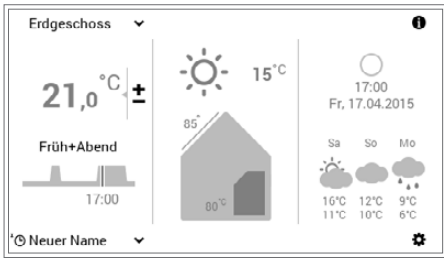 Erdgeschoss
21,0 °C ±
Früh+Abend
17:00
Neuer Name
15°C
85°
17:00
Fr, 17.04.2015
Sa So Mo
16°C 12°C 9°C
11°C 10°C 6°C